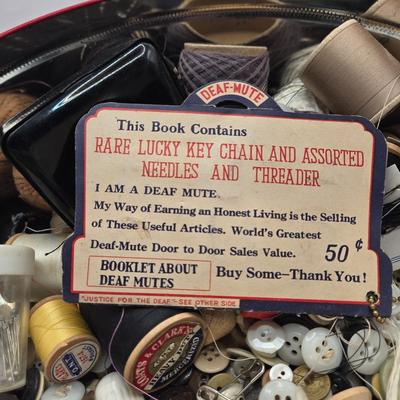 DEAF-MUTE
This Book Contains
RARE LUCKY KEY CHAIN AND ASSORTED
NEEDLES AND THREADER
I AM A DEAF MUTE.
My Way of Earning an Honest Living is the Selling
of These Useful Articles. World's Greatest
Deaf-Mute Door to Door Sales Value. 50¢
BOOKLET ABOUT
DEAF MUTES
Buy Some—Thank You!
"JUSTICE FOR THE DEAF"—SEE OTHER SIDE